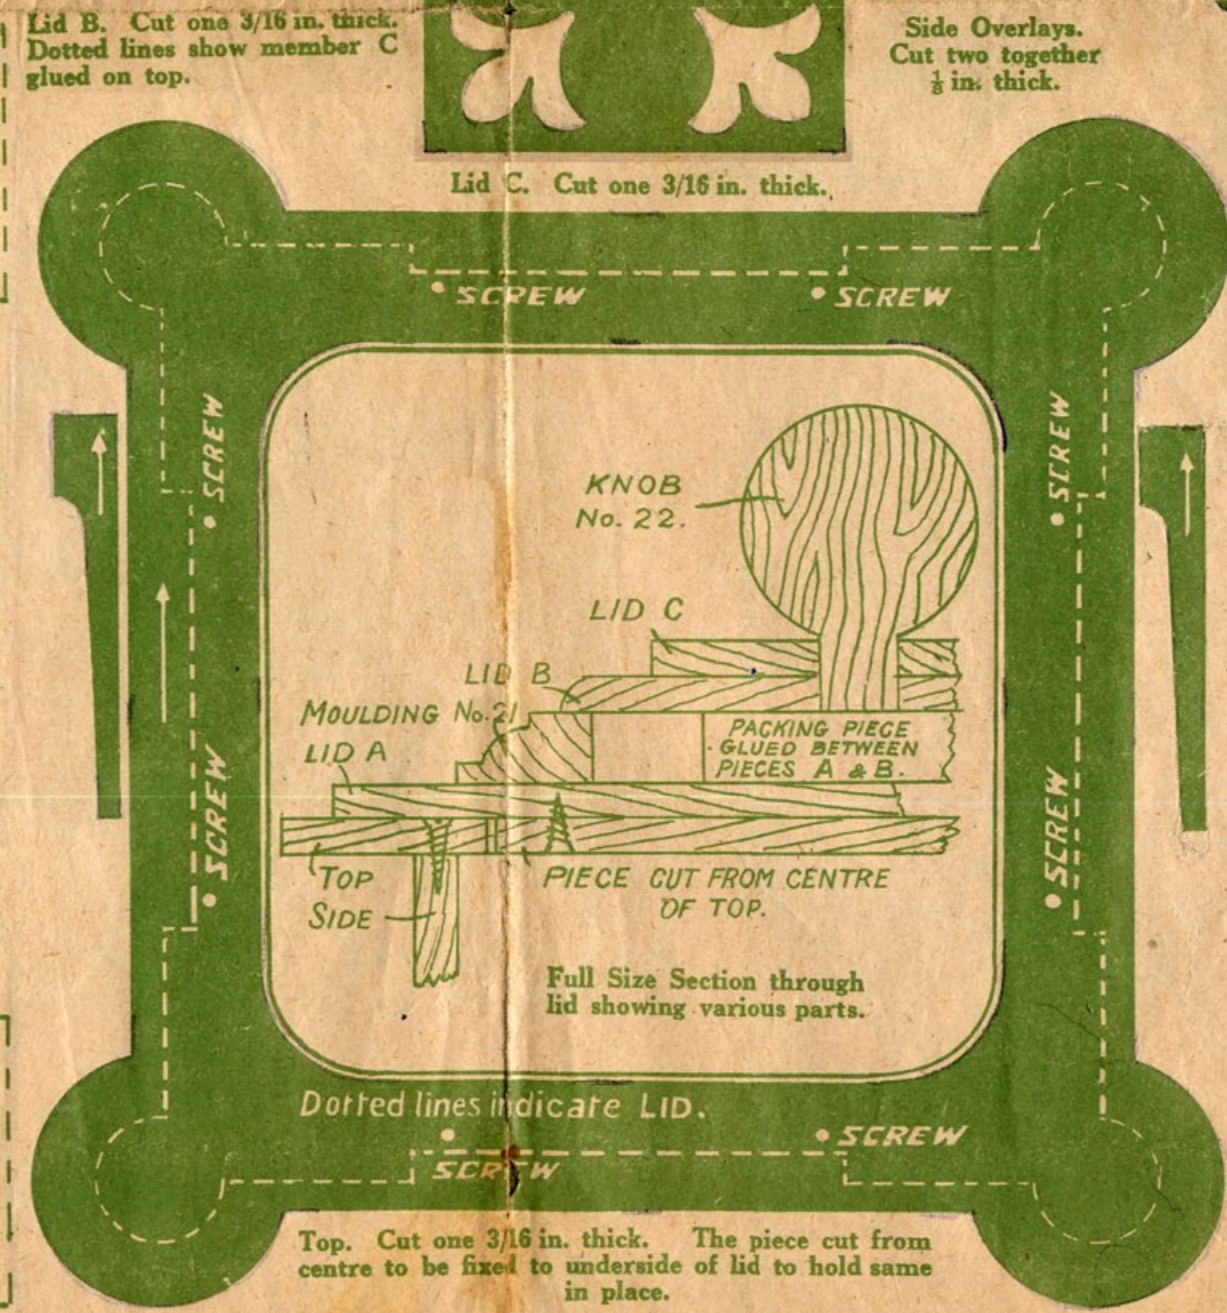 Lid B. Cut one 3/16 in. thick.
Dotted lines show member C
glued on top.
Side Overlays.
Cut two together
⅛ in. thick.
Lid C. Cut one 3/16 in. thick.
SCREW
SCREW
SCREW
SCREW
KNOB
No. 22.
LID C
LID B
MOULDING No. 21
LID A
PACKING PIECE
GLUED BETWEEN
PIECES A & B.
SCREW
SCREW
TOP
SIDE
PIECE CUT FROM CENTRE
OF TOP.
Full Size Section through
lid showing various parts.
Dotted lines indicate LID.
SCREW
SCREW
Top. Cut one 3/16 in. thick. The piece cut from
centre to be fixed to underside of lid to hold same
in place.